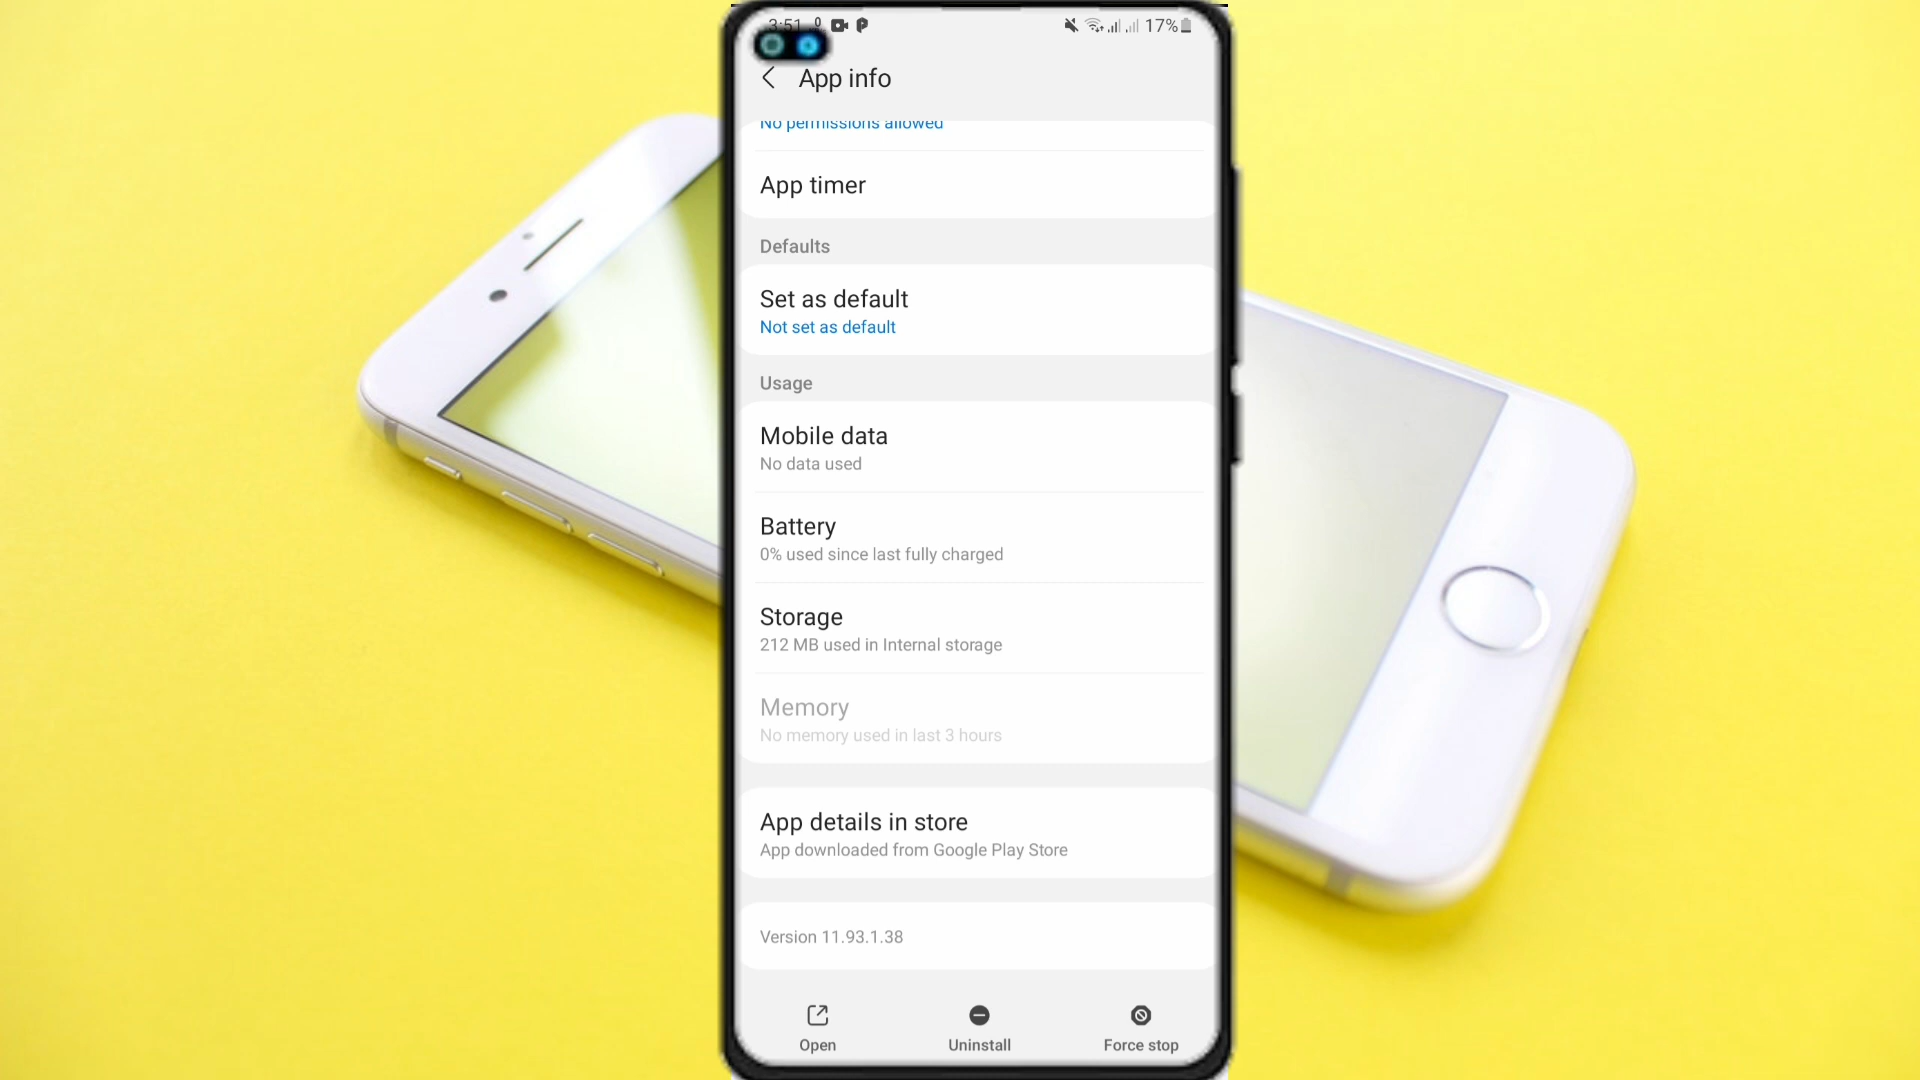 3:51
17%
App info
No permissions allowed
App timer
Defaults
Set as default
Not set as default
Usage
Mobile data
No data used
Battery
0% used since last fully charged
Storage
212 MB used in Internal storage
Memory
No memory used in last 3 hours
App details in store
App downloaded from Google Play Store
Version 11.93.1.38
Open
Uninstall
Force stop